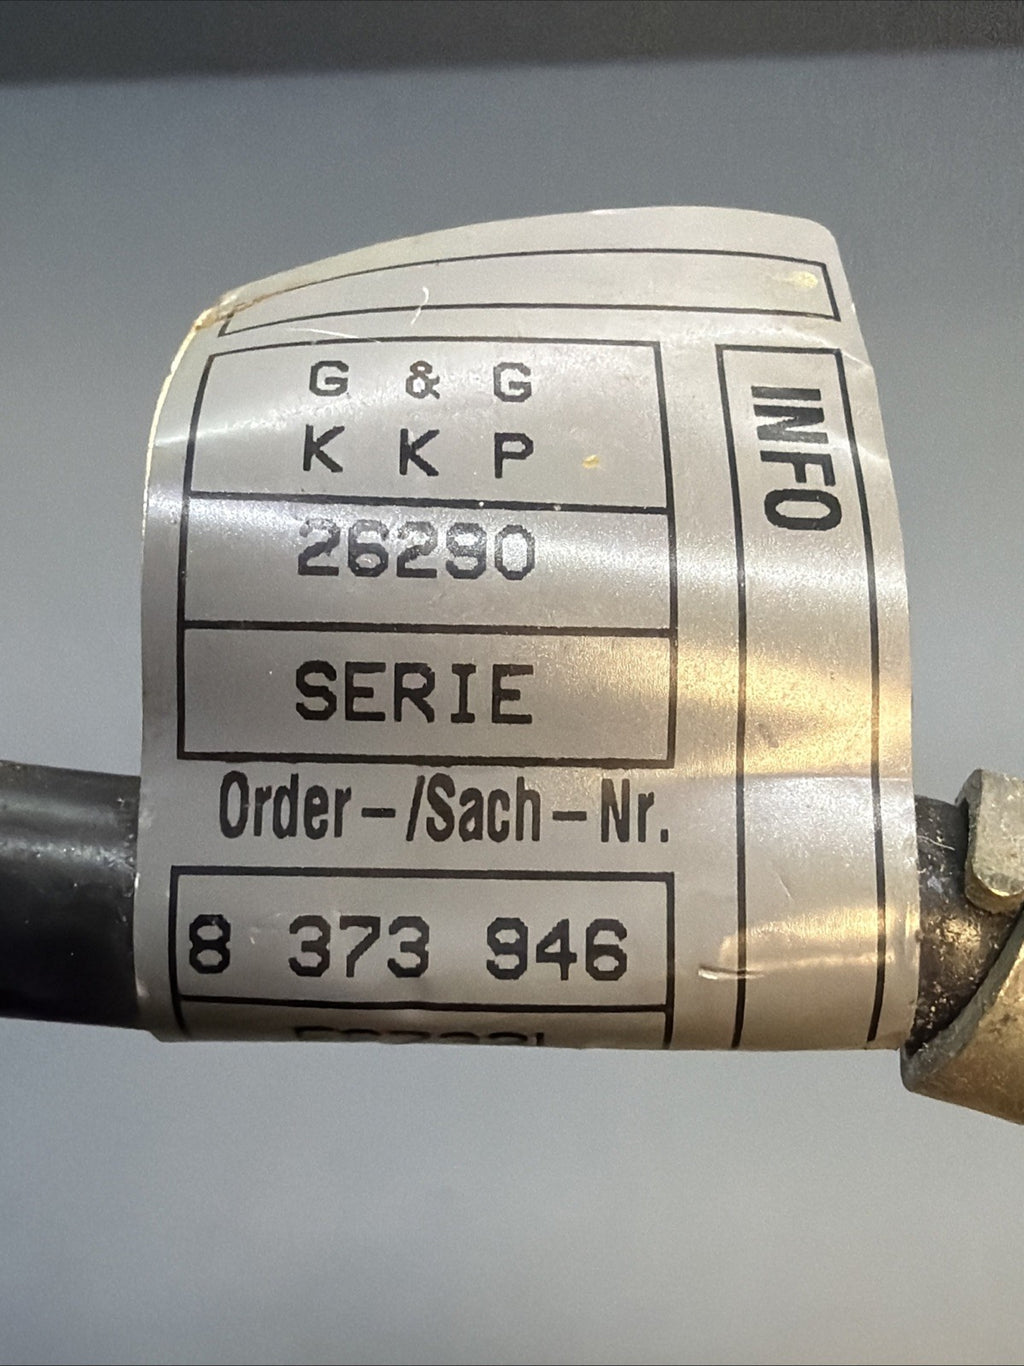 G & G
K K P
26290
SERIE
Order-/Sach-Nr.
8 373 946
INFO